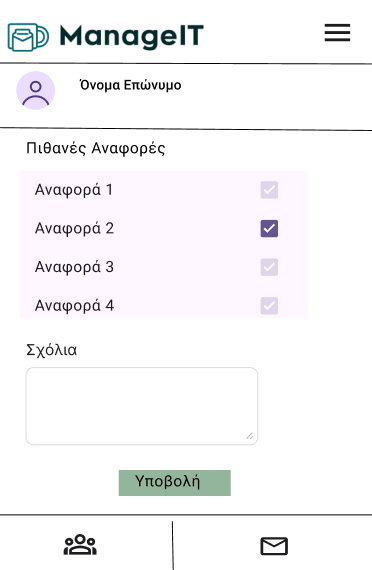 ManageIT
Όνομα Επώνυμο
Πιθανές Αναφορές
Αναφορά 1
Αναφορά 2
Αναφορά 3
Αναφορά 4
Σχόλια
Υποβολή